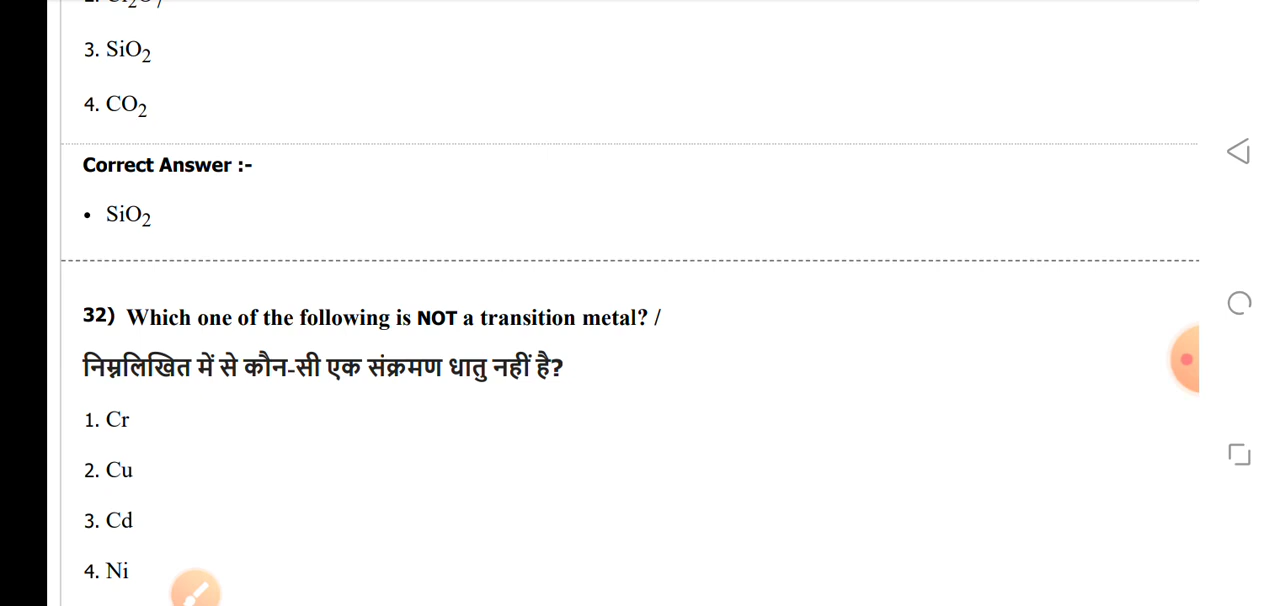 3. SiO2
4. CO2
Correct Answer :-
• SiO2
32) Which one of the following is NOT a transition metal? /
निम्नलिखित में से कौन-सी एक संक्रमण धातु नहीं है?
1. Cr
2. Cu
3. Cd
4. Ni